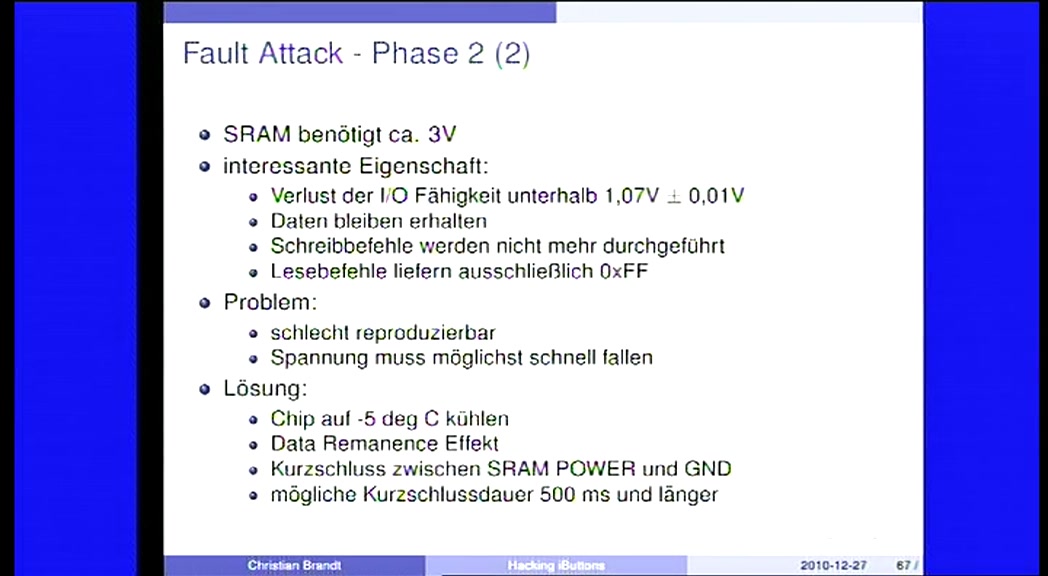 Fault Attack - Phase 2 (2)
SRAM benötigt ca. 3V
interessante Eigenschaft:
Verlust der I/O Fähigkeit unterhalb 1,07V ± 0,01V
Daten bleiben erhalten
Schreibbefehle werden nicht mehr durchgeführt
Lesebefehle liefern ausschließlich 0xFF
Problem:
schlecht reproduzierbar
Spannung muss möglichst schnell fallen
Lösung:
Chip auf -5 deg C kühlen
Data Remanence Effekt
Kurzschluss zwischen SRAM POWER und GND
mögliche Kurzschlussdauer 500 ms und länger
Christian Brandt Hacking iButtons 2010-12-27 67 /